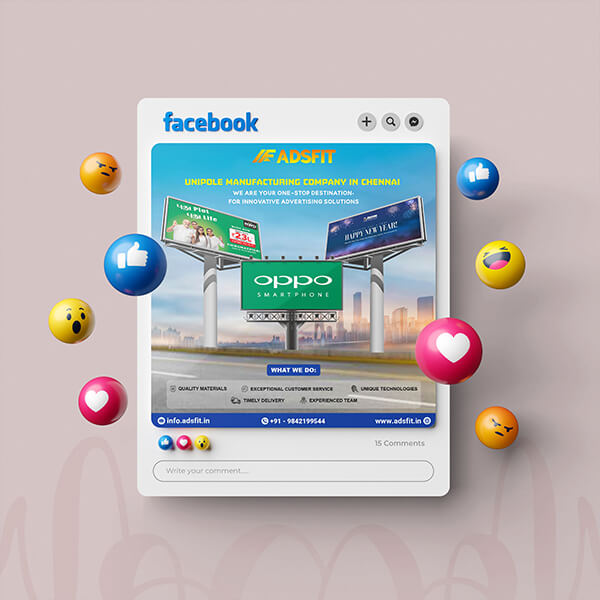 facebook
ADSFIT
UNIPOLE MANUFACTURING COMPANY IN CHENNAI
WE ARE YOUR ONE-STOP DESTINATION-
FOR INNOVATIVE ADVERTISING SOLUTIONS
HAPPY NEW YEAR!
oppo
SMARTPHONE
WHAT WE DO:
QUALITY MATERIALS
EXCEPTIONAL CUSTOMER SERVICE
UNIQUE TECHNOLOGIES
TIMELY DELIVERY
EXPERIENCED TEAM
info.adsfit.in
+91 - 9842199544
www.adsfit.in
15 Comments
Write your comment.....